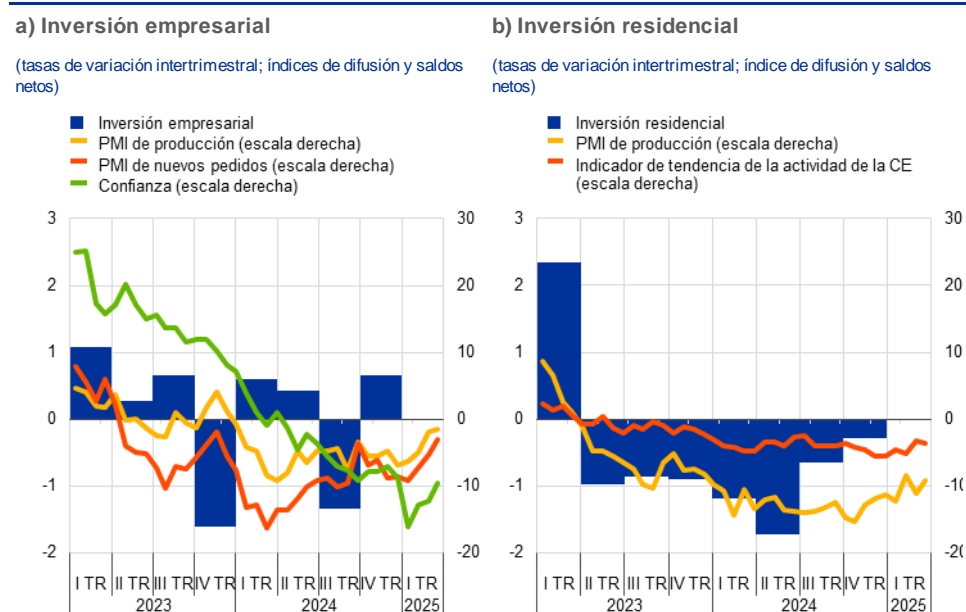 a) Inversión empresarial
(tasas de variación intertrimestral; índices de difusión y saldos
netos)
Inversión empresarial
PMI de producción (escala derecha)
PMI de nuevos pedidos (escala derecha)
Confianza (escala derecha)
3
2
1
0
-1
-2
30
20
10
0
-10
-20
I TR II TR III TR IV TR I TR II TR III TR IV TR I TR
2023 2024 2025
b) Inversión residencial
(tasas de variación intertrimestral; índice de difusión y saldos
netos)
Inversión residencial
PMI de producción (escala derecha)
Indicador de tendencia de la actividad de la CE
(escala derecha)
3
2
1
0
-1
-2
30
20
10
0
-10
-20
I TR II TR III TR IV TR I TR II TR III TR IV TR I TR
2023 2024 2025